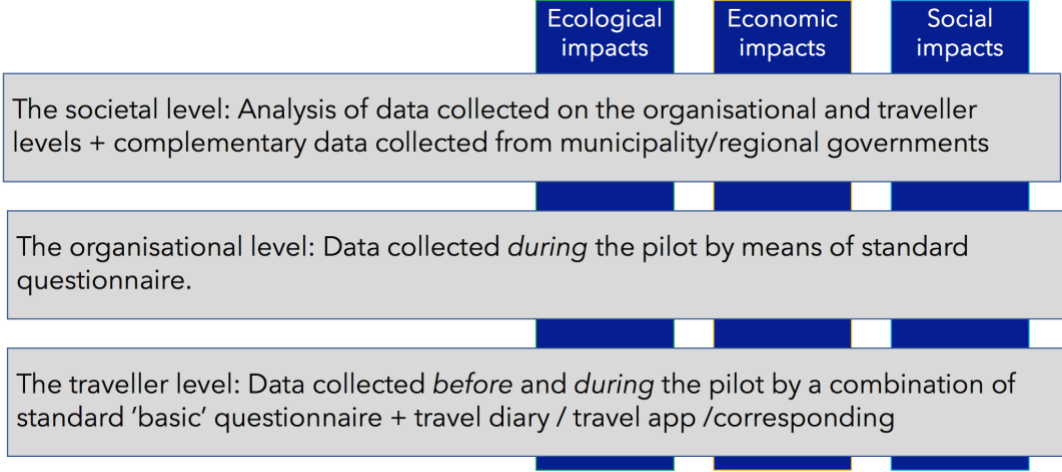 Ecological
impacts
Economic
impacts
Social
impacts
The societal level: Analysis of data collected on the organisational and traveller
levels + complementary data collected from municipality/regional governments
The organisational level: Data collected during the pilot by means of standard
questionnaire.
The traveller level: Data collected before and during the pilot by a combination of
standard ‘basic’ questionnaire + travel diary / travel app /corresponding